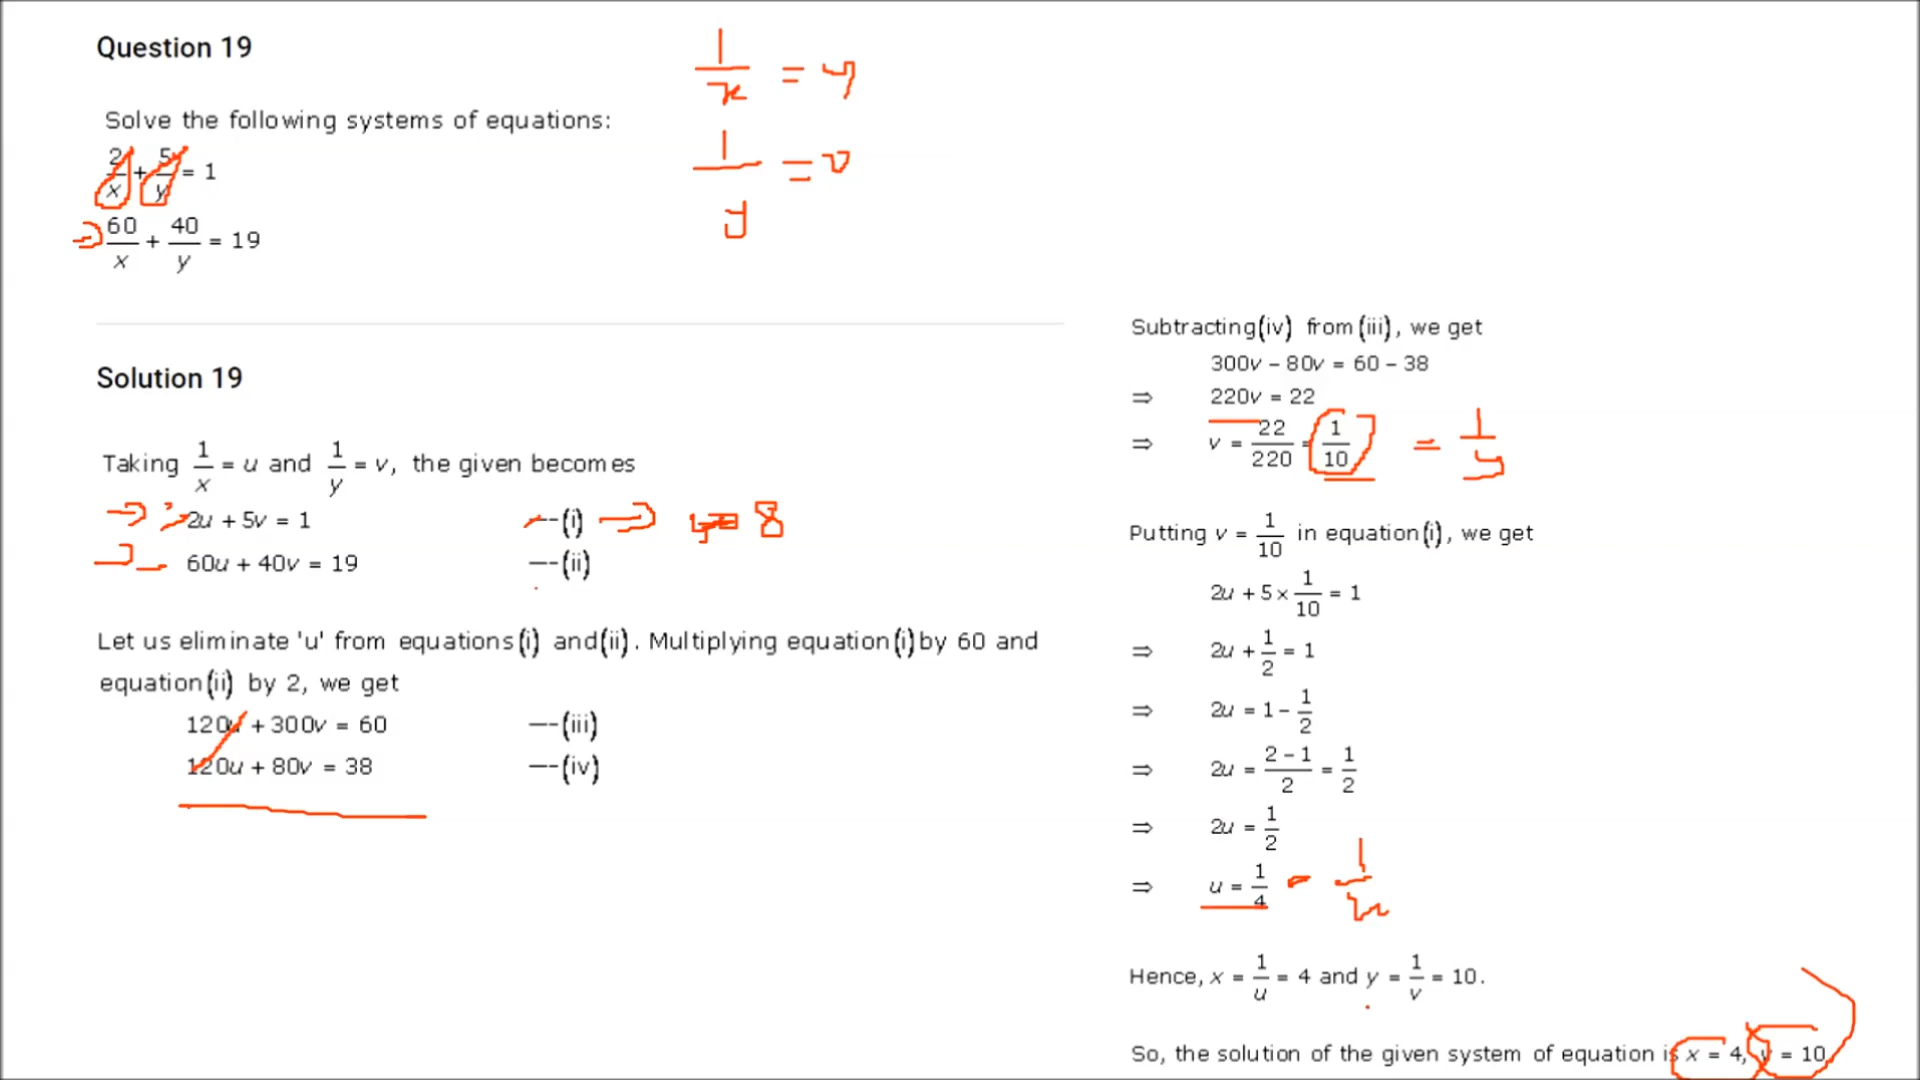 Question 19
1/x = u
1/y = v
Solve the following systems of equations:
2/x + 5/y = 1
⇒ 60/x + 40/y = 19
Solution 19
Taking 1/x = u and 1/y = v, the given becomes
2u + 5v = 1 ---(i) → 8
60u + 40v = 19 ---(ii)
Let us eliminate 'u' from equations(i) and(ii). Multiplying equation(i)by 60 and
equation(ii) by 2, we get
120u + 300v = 60 ---(iii)
120u + 80v = 38 ---(iv)
Subtracting(iv) from(iii), we get
300v – 80v = 60 – 38
⇒ 220v = 22
⇒ v = 22/220 = 1/10 = 1/y
Putting v = 1/10 in equation(i), we get
2u + 5 × 1/10 = 1
⇒ 2u + 1/2 = 1
⇒ 2u = 1 – 1/2
⇒ 2u = 2 – 1/2 = 1/2
⇒ 2u = 1/2
⇒ u = 1/4 = 1/x
Hence, x = 1/u = 4 and y = 1/v = 10.
So, the solution of the given system of equation is x = 4, y = 10